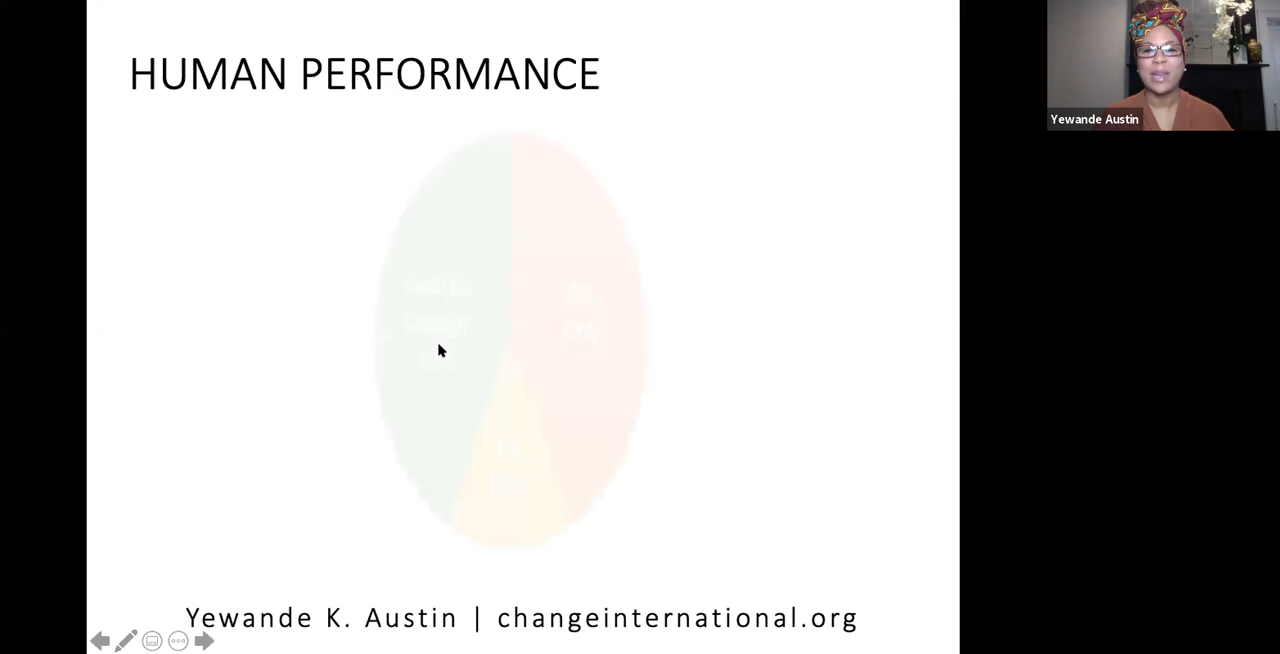 HUMAN PERFORMANCE
Yewande Austin
Yewande K. Austin | changeinternational.org